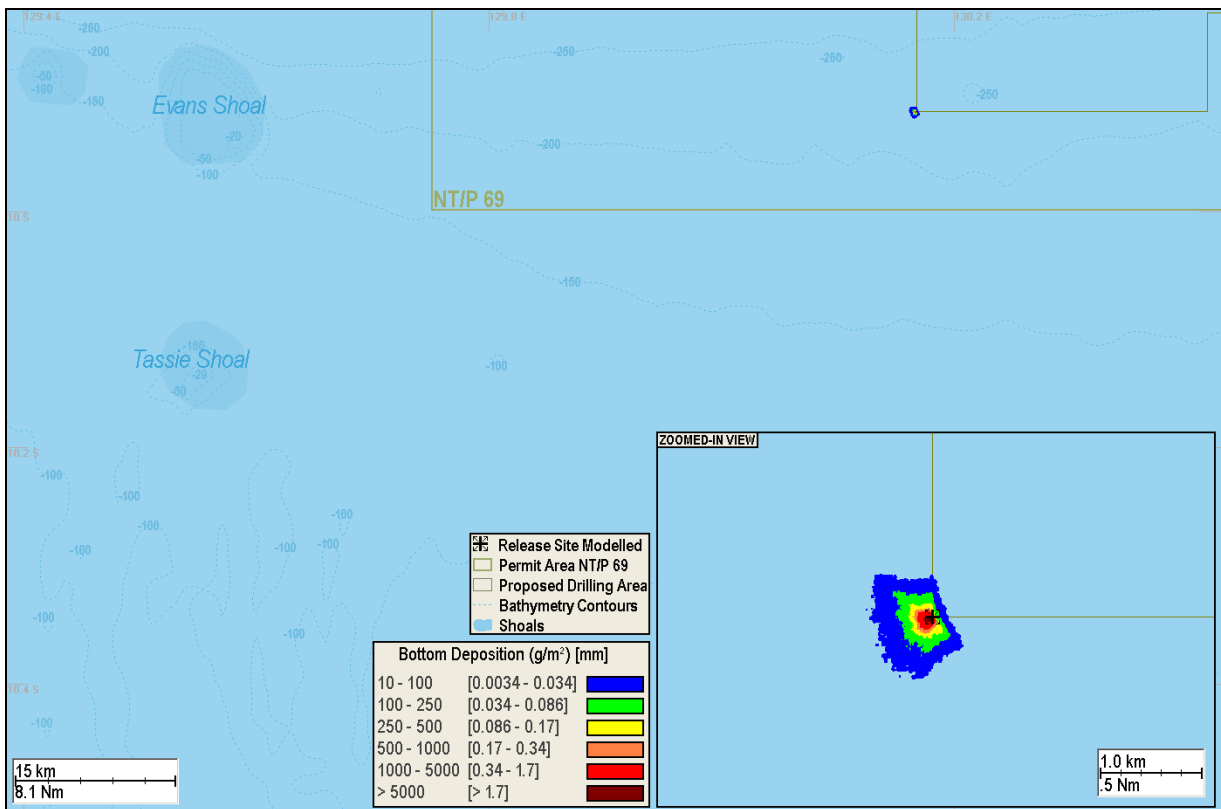 129.4 E
129.8 E
130.2 E
-250
-200
-250
-250
-50
-100
-150
-250
Evans Shoal
-20
-50
-100
-200
NT/P 69
10 S
-150
-100
Tassie Shoal
-20
-50
-100
ZOOMED-IN VIEW
10.2 S
-100
-100
-100
-100
-100
-100
-100
-100
-100
Release Site Modelled
Permit Area NT/P 69
Proposed Drilling Area
Bathymetry Contours
Shoals
Bottom Deposition (g/m²) [mm]
10 - 100 [0.0034 - 0.034]
100 - 250 [0.034 - 0.086]
250 - 500 [0.086 - 0.17]
500 - 1000 [0.17 - 0.34]
1000 - 5000 [0.34 - 1.7]
> 5000 [> 1.7]
10.4 S
-100
15 km
8.1 Nm
1.0 km
.5 Nm